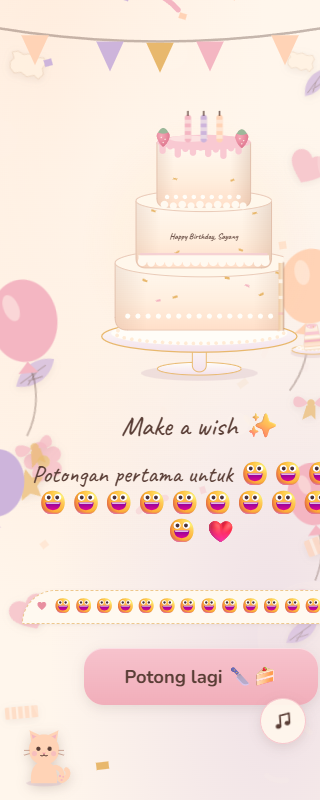 Happy Birthday, Sayang
Make a wish ✨
Potongan pertama untuk 😀 😀 😀
😀 😀 😀 😀 😀 😀 😀 😀 😀
😀 ❤️
😀 😀 😀 😀 😀 😀 😀 😀 😀 😀 😀 😀 😀
Potong lagi 🔪 🍰